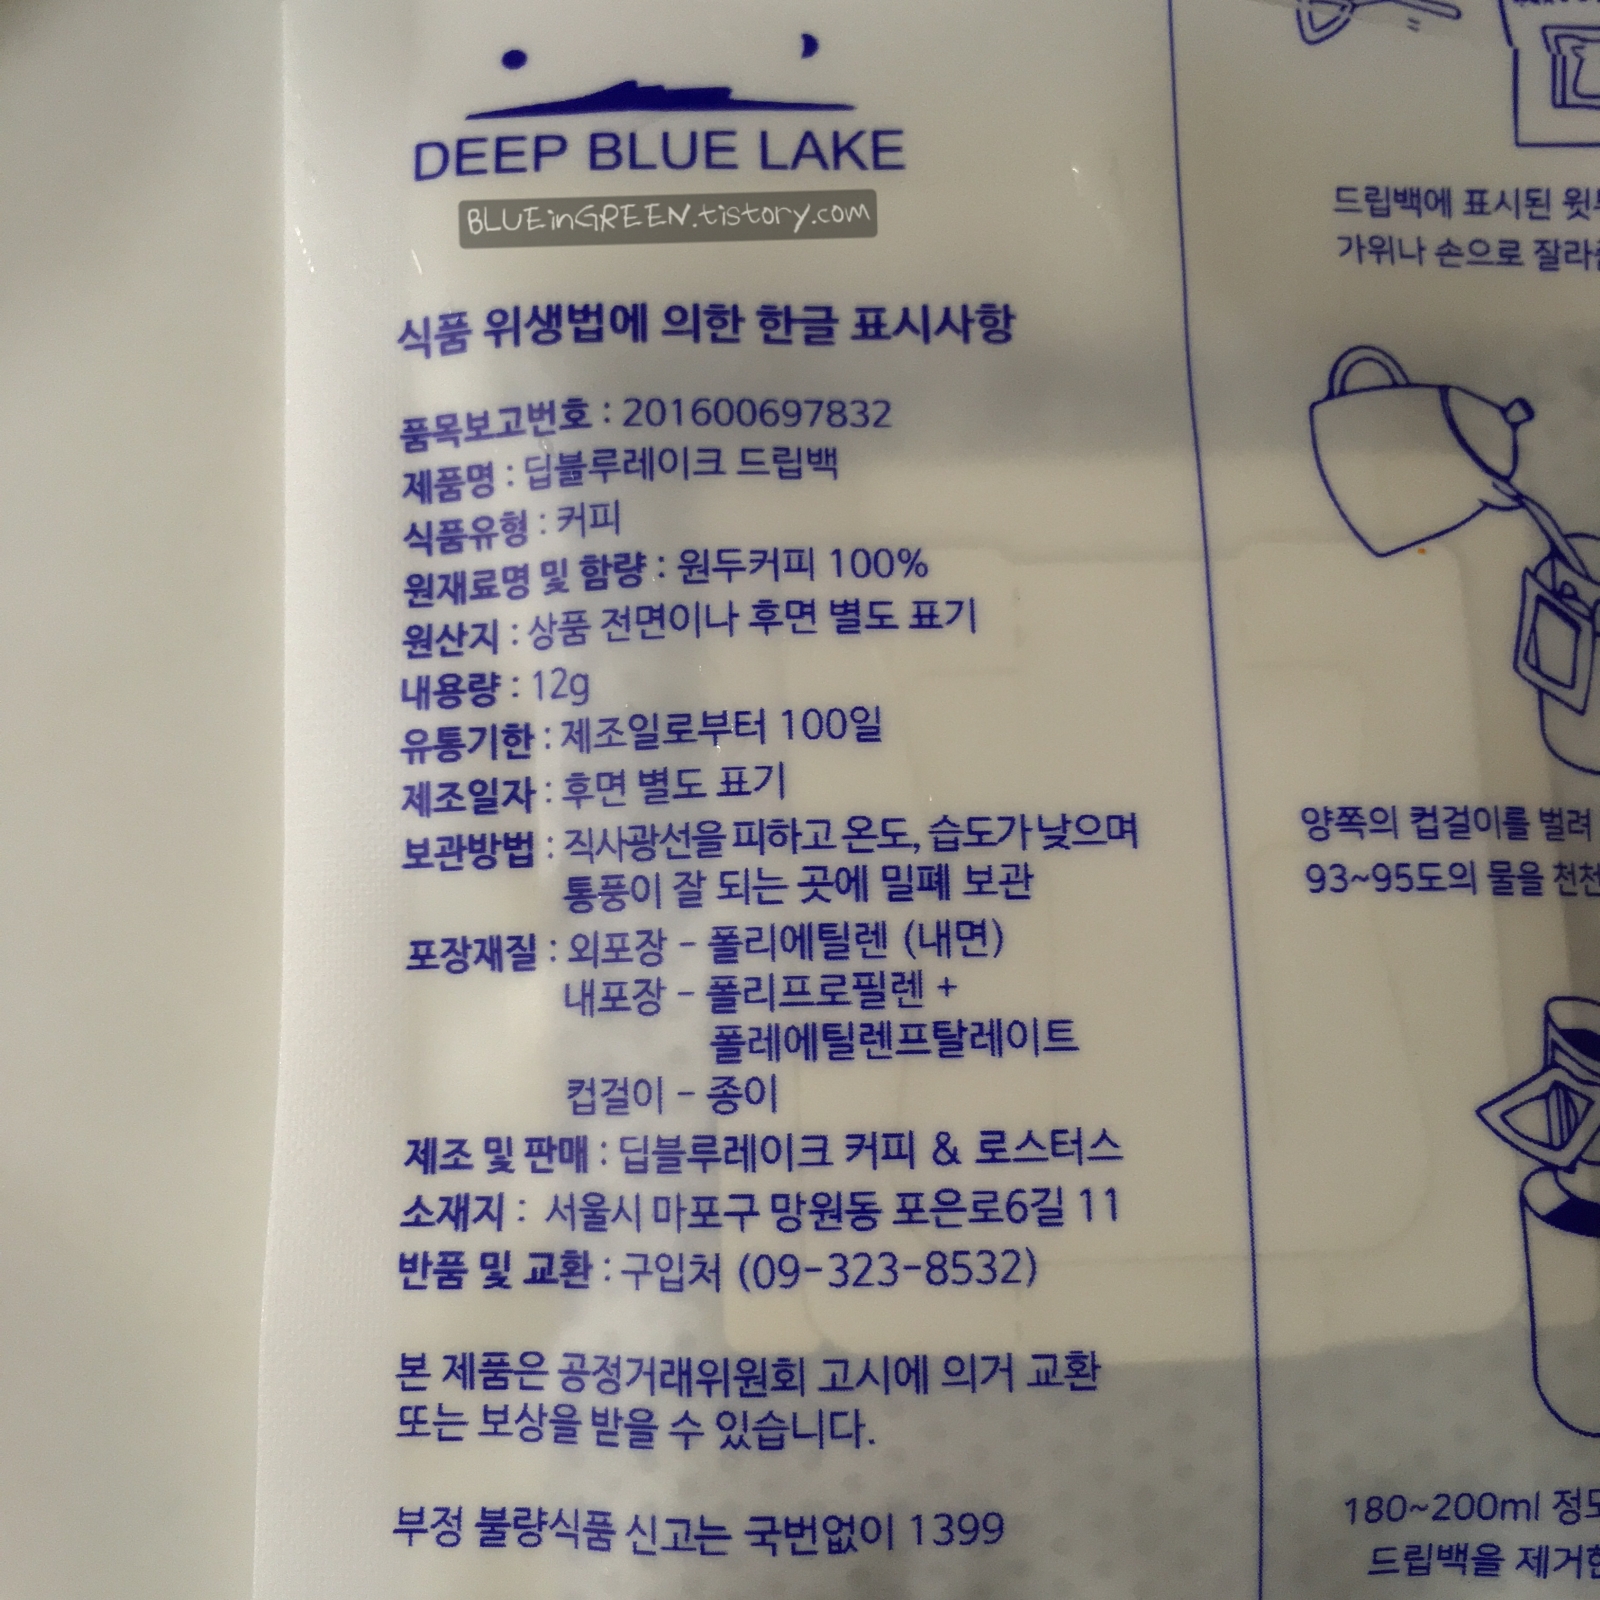 DEEP BLUE LAKE
BLUEinGREEN.tistory.com
식품 위생법에 의한 한글 표시사항
품목보고번호 : 201600697832
제품명 : 딥블루레이크 드립백
식품유형 : 커피
원재료명 및 함량 : 원두커피 100%
원산지 : 상품 전면이나 후면 별도 표기
내용량 : 12g
유통기한 : 제조일로부터 100일
제조일자 : 후면 별도 표기
보관방법 : 직사광선을 피하고 온도, 습도가 낮으며
통풍이 잘 되는 곳에 밀폐 보관
포장재질 : 외포장 - 폴리에틸렌 (내면)
내포장 - 폴리프로필렌 +
폴레에틸렌프탈레이트
컵걸이 - 종이
제조 및 판매 : 딥블루레이크 커피 & 로스터스
소재지 : 서울시 마포구 망원동 포은로6길 11
반품 및 교환 : 구입처 (09-323-8532)
본 제품은 공정거래위원회 고시에 의거 교환
또는 보상을 받을 수 있습니다.
부정 불량식품 신고는 국번없이 1399
드립백에 표시된
가위나 손으로
양쪽의 컵걸이를 벌려
93~95도의 물을
180~200ml
드립백을